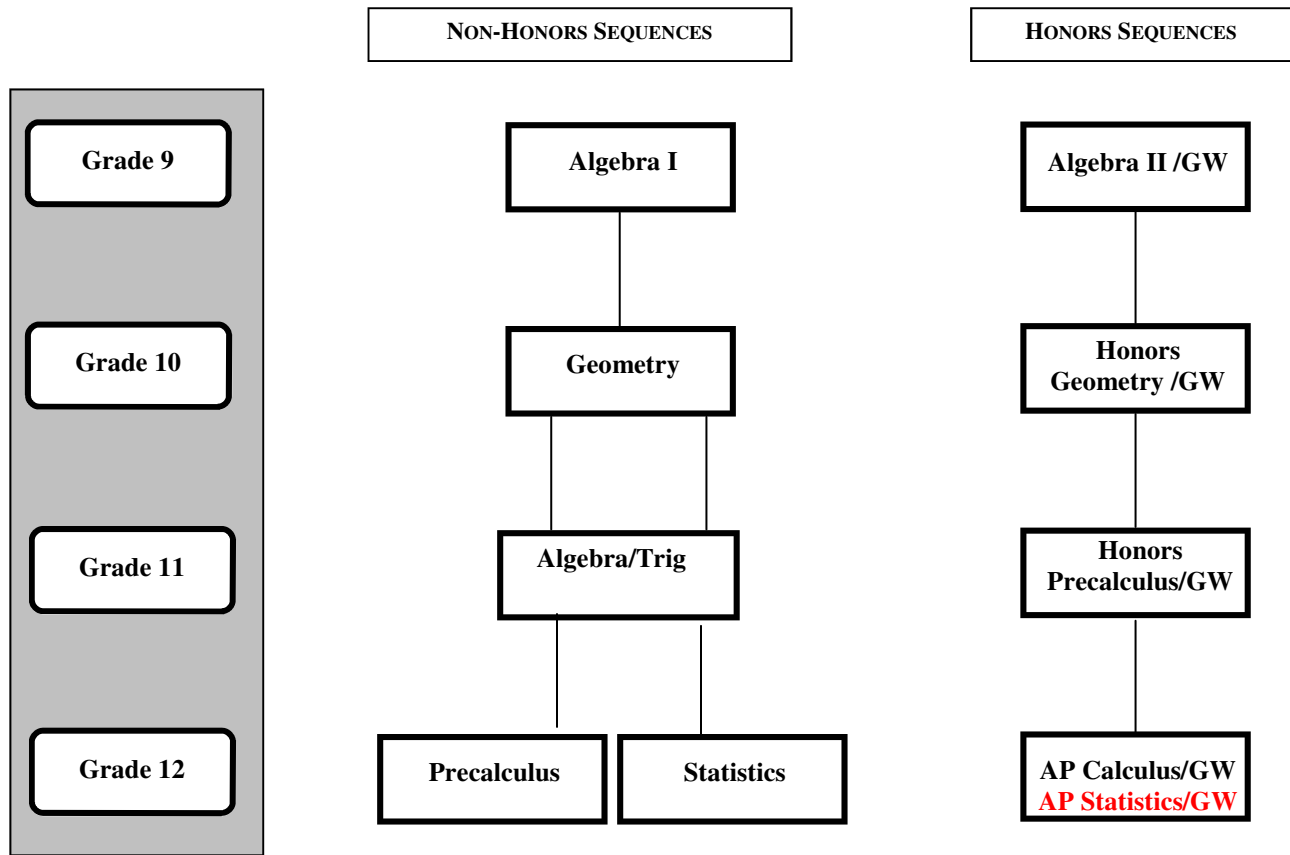 NON-HONORS SEQUENCES
HONORS SEQUENCES
Grade 9
Algebra I
Algebra II /GW
Grade 10
Geometry
Honors
Geometry /GW
Grade 11
Algebra/Trig
Honors
Precalculus/GW
Grade 12
Precalculus
Statistics
AP Calculus/GW
AP Statistics/GW